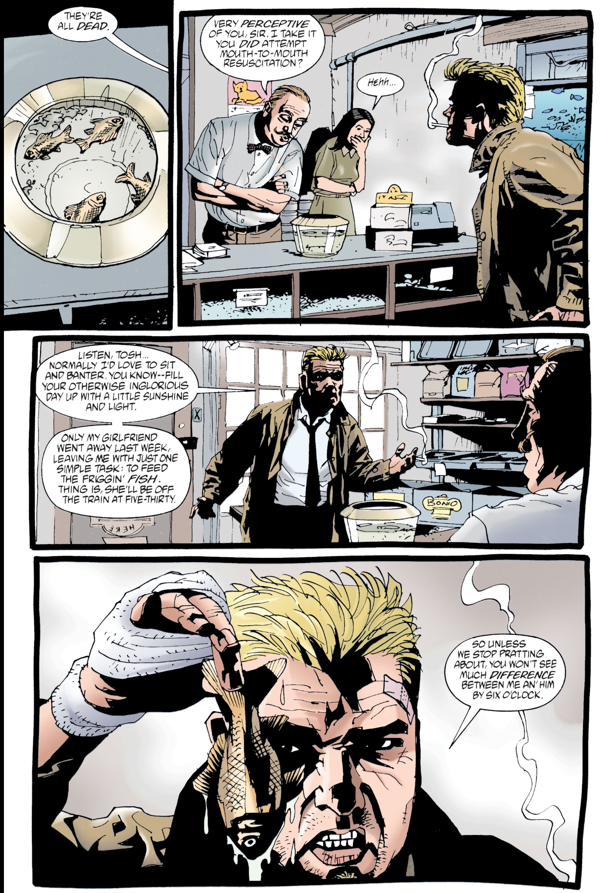 THEY'RE
ALL DEAD.
VERY PERCEPTIVE
OF YOU, SIR. I TAKE IT
YOU DID ATTEMPT
MOUTH-TO-MOUTH
RESUSCITATION?
Hehh...
LISTEN, TOSH...
NORMALLY I'D LOVE TO SIT
AND BANTER. YOU KNOW--FILL
YOUR OTHERWISE INGLORIOUS
DAY UP WITH A LITTLE SUNSHINE
AND LIGHT.
ONLY MY GIRLFRIEND
WENT AWAY LAST WEEK,
LEAVING ME WITH JUST ONE
SIMPLE TASK: TO FEED
THE FRIGGIN' FISH.
THING IS, SHE'LL BE OFF
THE TRAIN AT FIVE-THIRTY.
BONIO
SO UNLESS
WE STOP PRATTING
ABOUT, YOU WON'T SEE
MUCH DIFFERENCE
BETWEEN ME AN' HIM
BY SIX O'CLOCK.